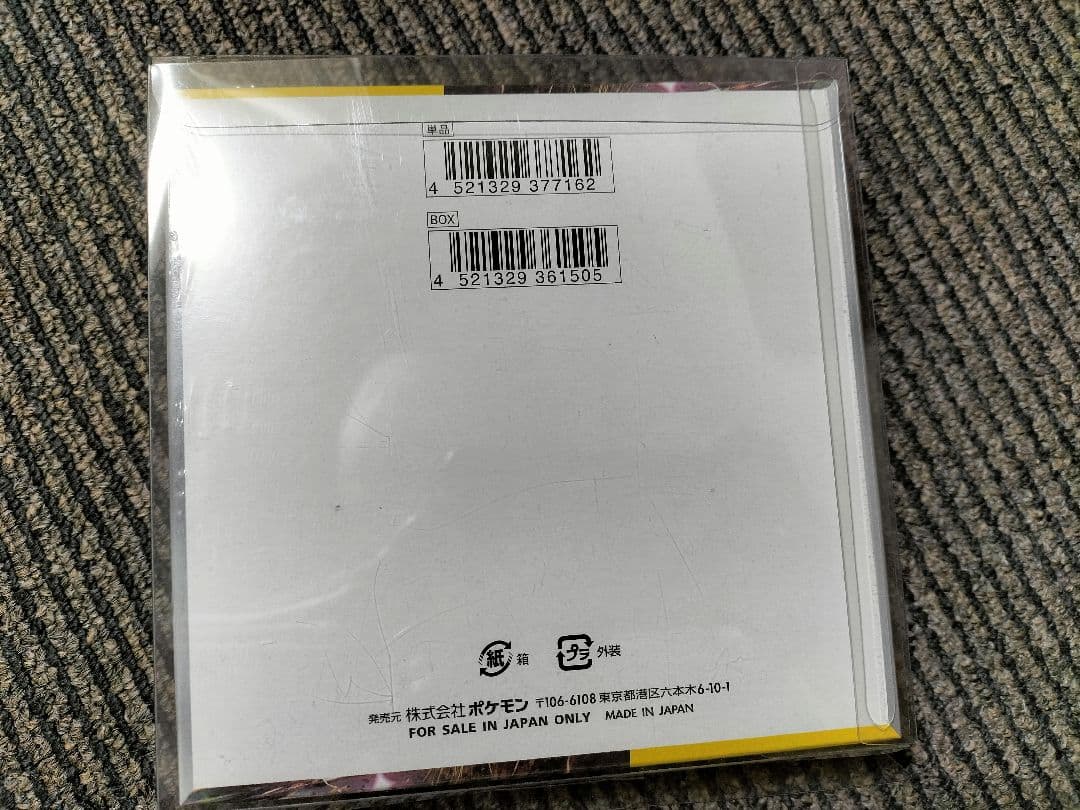 単品
4 521329 377162
BOX
4 521329 361505
紙 箱 プラ 外装
発売元 株式会社ポケモン 〒106-6108 東京都港区六本木6-10-1
FOR SALE IN JAPAN ONLY MADE IN JAPAN